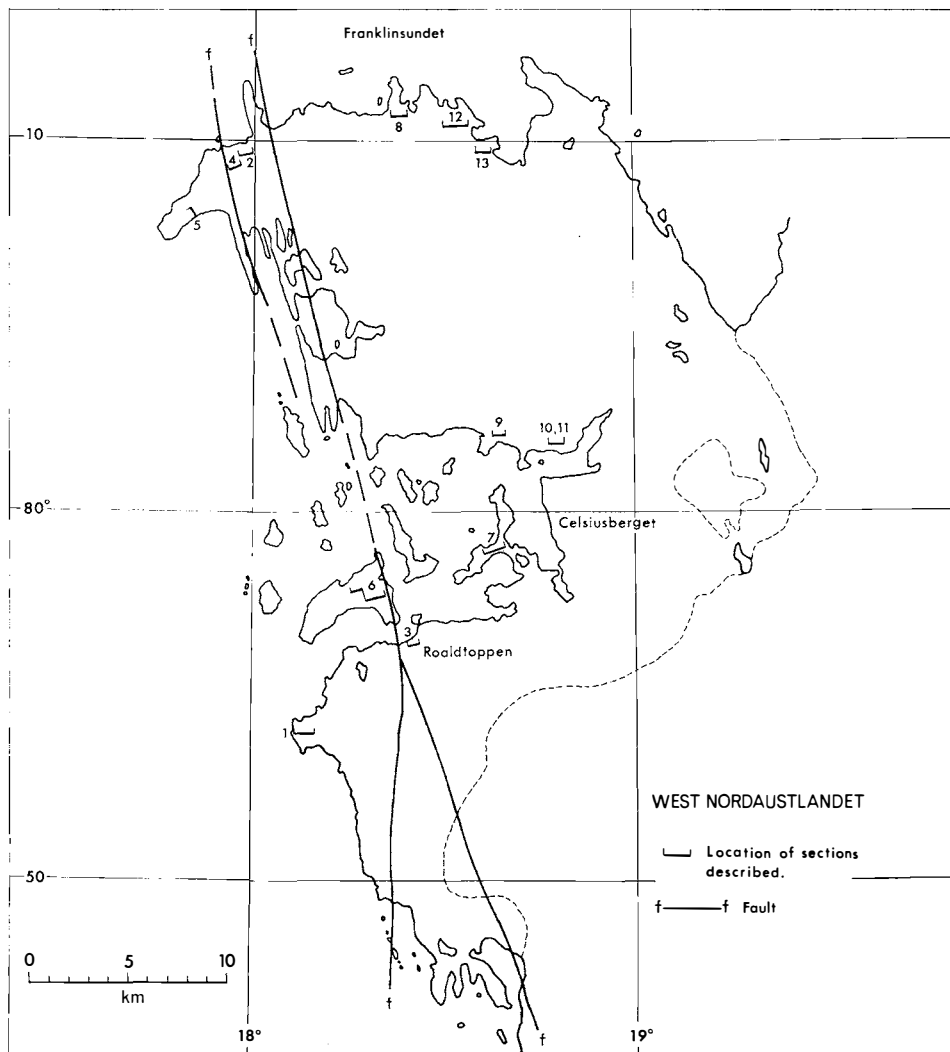 Franklinsundet
f
f
8
12
10
13
4
2
5
9
10,11
80°
Celsiusberget
7
6
3
Roaldtoppen
1
WEST NORDAUSTLANDET
Location of sections
described.
50
f f Fault
0 5 10
km
f
18°
19°
f